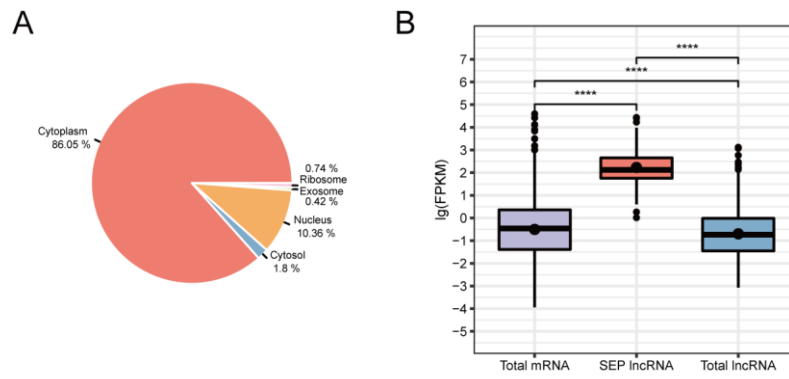 A
Cytoplasm
86.05 %
0.74 %
Ribosome
Exosome
0.42 %
Nucleus
10.36 %
Cytosol
1.8 %
B
lg(FPKM)
7
6
5
4
3
2
1
0
−1
−2
−3
−4
−5
****
****
****
Total mRNA
SEP lncRNA
Total lncRNA